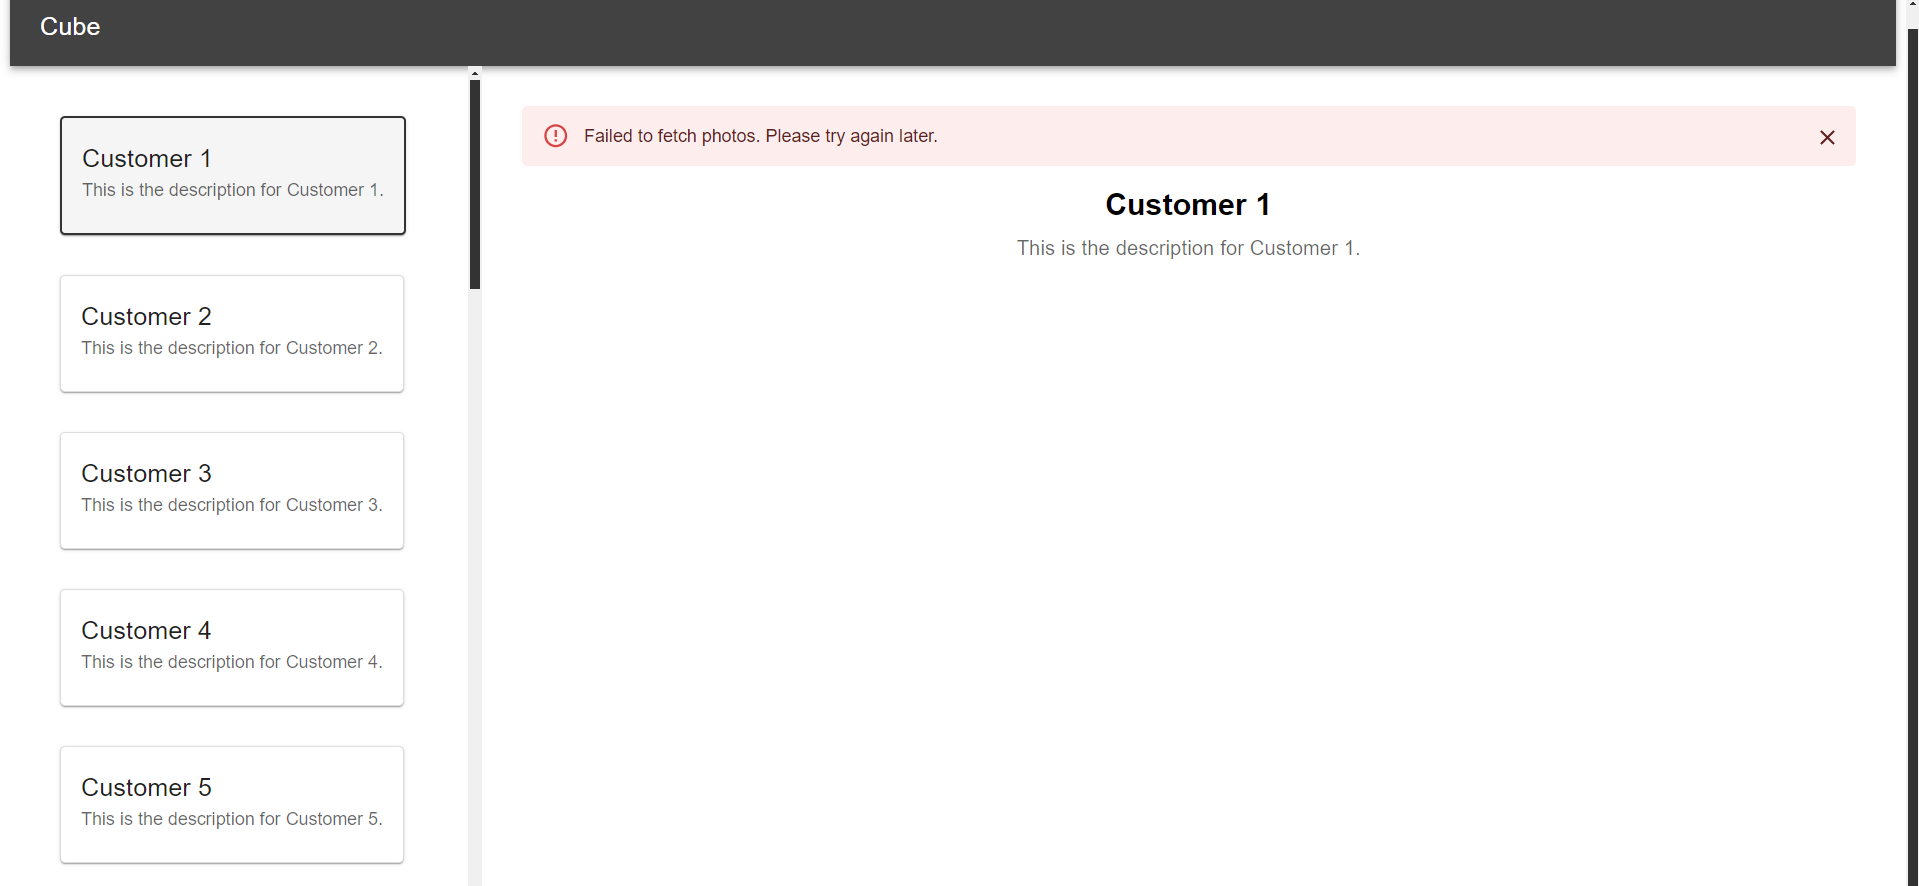 Cube
Customer 1
This is the description for Customer 1.
Customer 2
This is the description for Customer 2.
Customer 3
This is the description for Customer 3.
Customer 4
This is the description for Customer 4.
Customer 5
This is the description for Customer 5.
Failed to fetch photos. Please try again later.
Customer 1
This is the description for Customer 1.